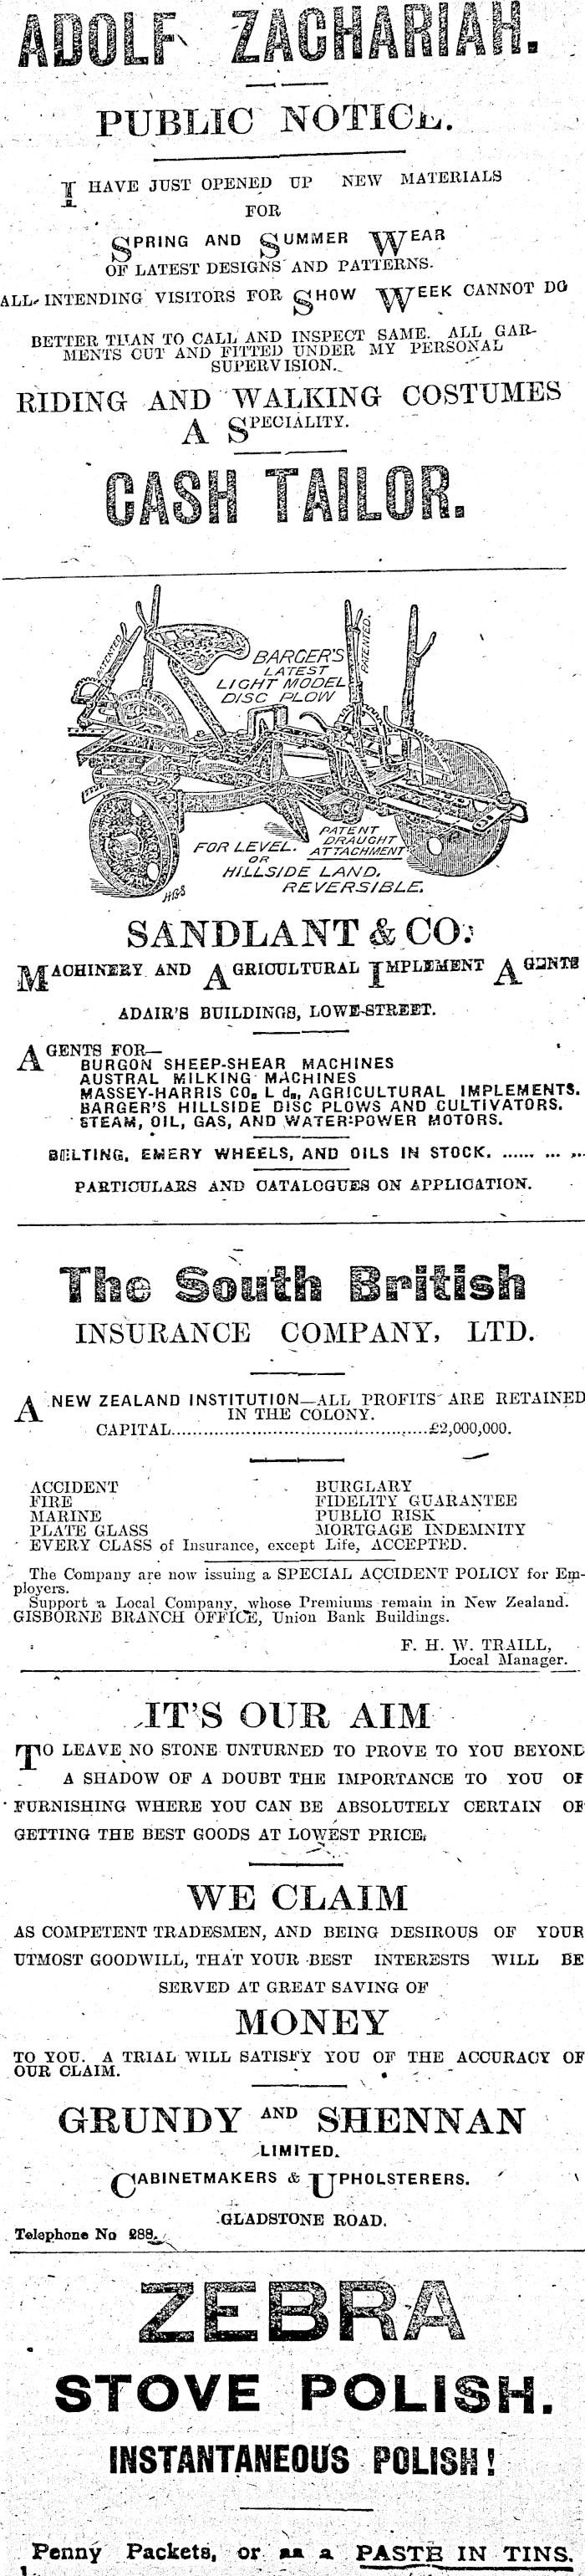 ADOLF ZACHARIAH.
PUBLIC NOTICE.
I HAVE JUST OPENED UP NEW MATERIALS
FOR
SPRING AND SUMMER WEAR
OF LATEST DESIGNS AND PATTERNS.
ALL INTENDING VISITORS FOR SHOW WEEK CANNOT DO
BETTER THAN TO CALL AND INSPECT SAME. ALL GAR-
MENTS CUT AND FITTED UNDER MY PERSONAL
SUPERVISION.
RIDING AND WALKING COSTUMES
A SPECIALITY.
CASH TAILOR.
PATENTED
PATENTED.
BARGER'S
LATEST
LIGHT MODEL
DISC PLOW
FOR LEVEL.
OR
HILLSIDE LAND,
REVERSIBLE.
PATENT
DRAUGHT
ATTACHMENT
HGS
SANDLANT & CO.
MACHINERY AND AGRICULTURAL IMPLEMENT AGENTS
ADAIR'S BUILDINGS, LOWE-STREET.
AGENTS FOR—
BURGON SHEEP-SHEAR MACHINES
AUSTRAL MILKING MACHINES
MASSEY-HARRIS CO. L d., AGRICULTURAL IMPLEMENTS.
BARGER'S HILLSIDE DISC PLOWS AND CULTIVATORS.
STEAM, OIL, GAS, AND WATER-POWER MOTORS.
BELTING, EMERY WHEELS, AND OILS IN STOCK. ...... ... ...
PARTICULARS AND CATALOGUES ON APPLICATION.
The South British
INSURANCE COMPANY, LTD.
A NEW ZEALAND INSTITUTION—ALL PROFITS ARE RETAINED
IN THE COLONY.
CAPITAL................................................£2,000,000.
ACCIDENT BURGLARY
FIRE FIDELITY GUARANTEE
MARINE PUBLIC RISK
PLATE GLASS MORTGAGE INDEMNITY
EVERY CLASS of Insurance, except Life, ACCEPTED.
The Company are now issuing a SPECIAL ACCIDENT POLICY for Em-
ployers.
Support a Local Company, whose Premiums remain in New Zealand.
GISBORNE BRANCH OFFICE, Union Bank Buildings.
F. H. W. TRAILL,
Local Manager.
IT'S OUR AIM
TO LEAVE NO STONE UNTURNED TO PROVE TO YOU BEYOND
A SHADOW OF A DOUBT THE IMPORTANCE TO YOU OF
FURNISHING WHERE YOU CAN BE ABSOLUTELY CERTAIN OF
GETTING THE BEST GOODS AT LOWEST PRICE.
WE CLAIM
AS COMPETENT TRADESMEN, AND BEING DESIROUS OF YOUR
UTMOST GOODWILL, THAT YOUR BEST INTERESTS WILL BE
SERVED AT GREAT SAVING OF
MONEY
TO YOU. A TRIAL WILL SATISFY YOU OF THE ACCURACY OF
OUR CLAIM.
GRUNDY AND SHENNAN
LIMITED.
CABINETMAKERS & UPHOLSTERERS.
GLADSTONE ROAD.
Telephone No 288.
ZEBRA
STOVE POLISH.
INSTANTANEOUS POLISH!
Penny Packets, or as a PASTE IN TINS.